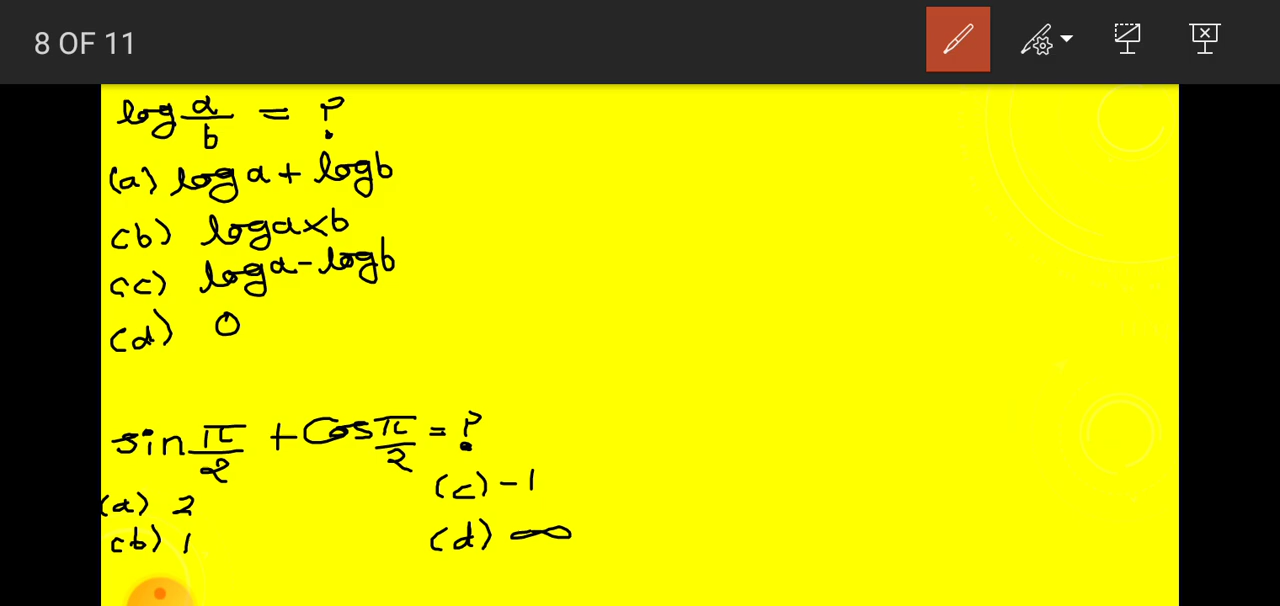 8 OF 11
log a/b = ?
(a) log a + log b
(b) log a × b
(c) log a - log b
(d) 0
sin π/2 + Cos π/2 = ?
(a) 2
(b) 1
(c) -1
(d) ∞